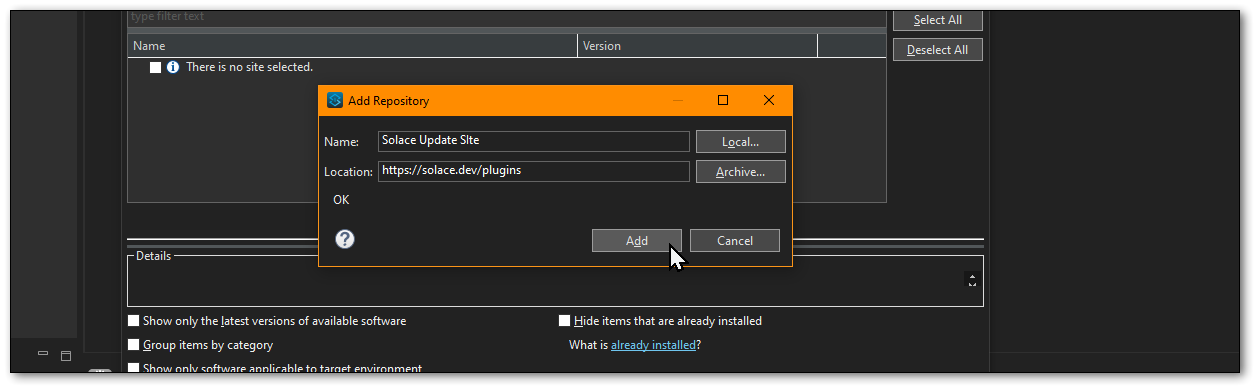 type filter text
Select All
Name Version
Deselect All
There is no site selected.
Add Repository
Name: Solace Update SIte Local...
Location: https://solace.dev/plugins Archive...
OK
Add Cancel
Details
Show only the latest versions of available software
Hide items that are already installed
Group items by category
What is already installed?
Show only software applicable to target environment